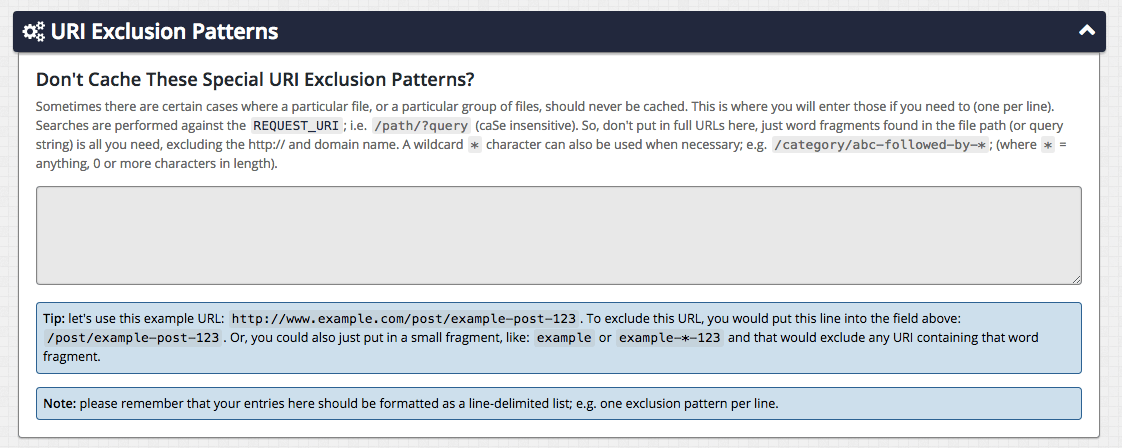 URI Exclusion Patterns
Don't Cache These Special URI Exclusion Patterns?
Sometimes there are certain cases where a particular file, or a particular group of files, should never be cached. This is where you will enter those if you need to (one per line).
Searches are performed against the REQUEST_URI; i.e. /path/?query (caSe insensitive). So, don't put in full URLs here, just word fragments found in the file path (or query
string) is all you need, excluding the http:// and domain name. A wildcard * character can also be used when necessary; e.g. /category/abc-followed-by-*; (where * =
anything, 0 or more characters in length).
Tip: let's use this example URL: http://www.example.com/post/example-post-123. To exclude this URL, you would put this line into the field above:
/post/example-post-123. Or, you could also just put in a small fragment, like: example or example-*-123 and that would exclude any URI containing that word
fragment.
Note: please remember that your entries here should be formatted as a line-delimited list; e.g. one exclusion pattern per line.